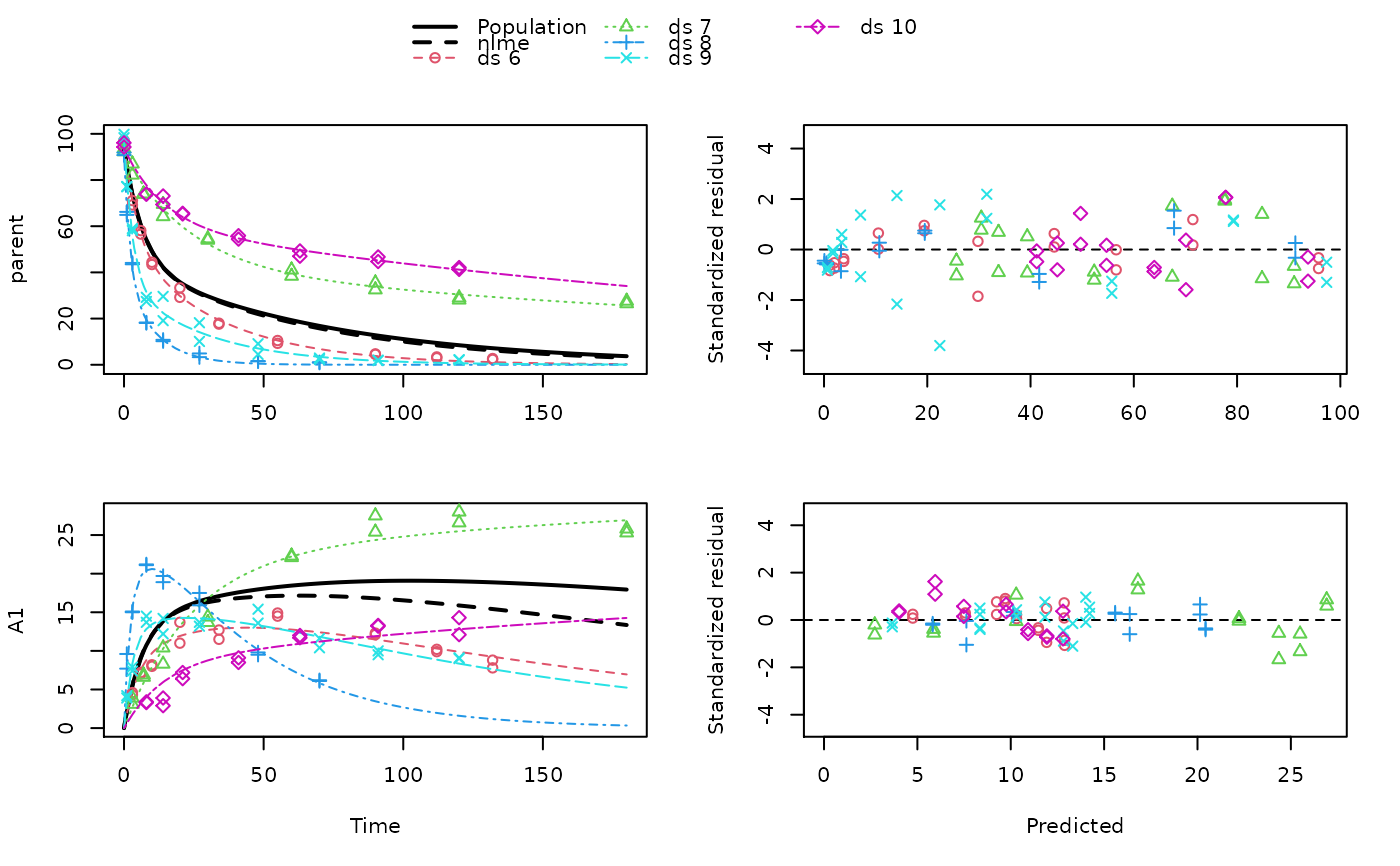 Population ds 7 ds 10
nlme ds 8
ds 6 ds 9
parent
100
60
20
0
0 50 100 150
Standardized residual
4
2
0
-2
-4
0 20 40 60 80 100
A1
25
15
5
0
0 50 100 150
Time
Standardized residual
4
2
0
-2
-4
0 5 10 15 20 25
Predicted